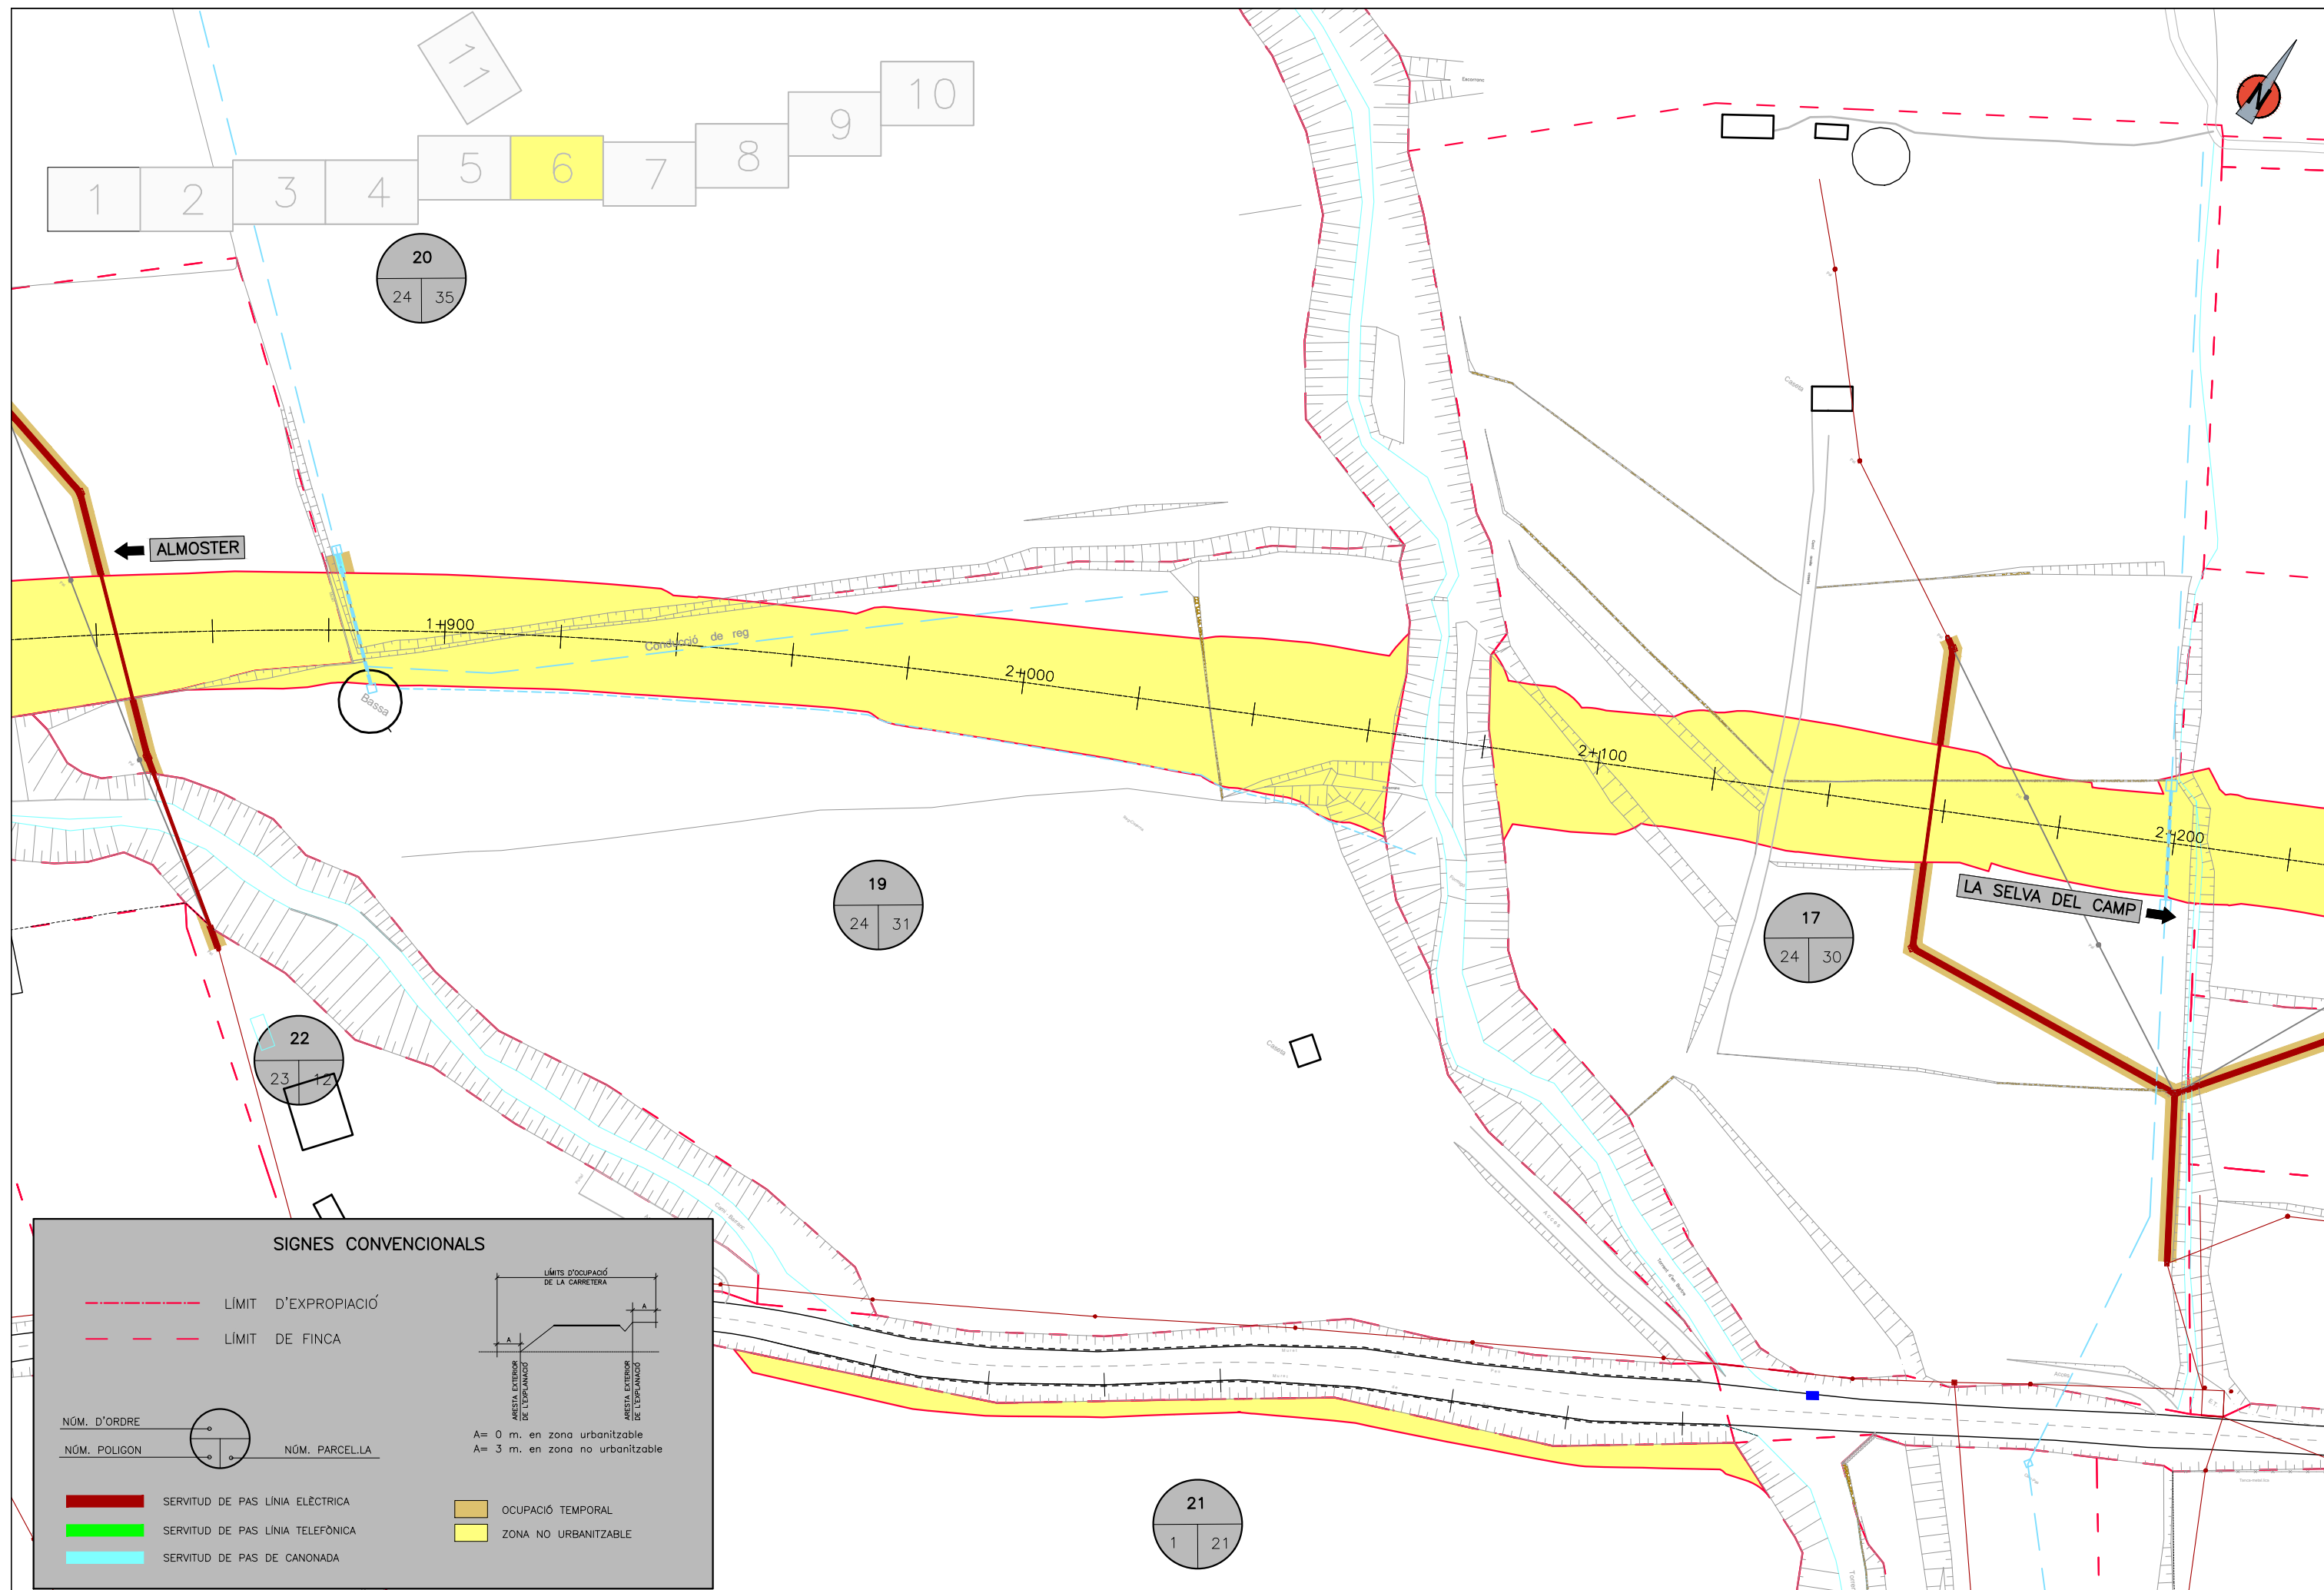 11
10
9
8
7
6
5
4
3
2
1
N
20
24 35
Caseta
ALMOSTER
1+900
Conducció de reg
2+000
Bassa
2+100
2+200
LA SELVA DEL CAMP
19
24 31
17
24 30
22
23 12
Caseta
Accés
SIGNES CONVENCIONALS
LÍMIT D'EXPROPIACIÓ
LÍMIT DE FINCA
LÍMITS D'OCUPACIÓ
DE LA CARRETERA
A
A
ARESTA EXTERIOR
DE L'EXPLANACIÓ
ARESTA EXTERIOR
DE L'EXPLANACIÓ
A= 0 m. en zona urbanitzable
A= 3 m. en zona no urbanitzable
NÚM. D'ORDRE
NÚM. POLIGON
NÚM. PARCEL.LA
SERVITUD DE PAS LÍNIA ELÈCTRICA
SERVITUD DE PAS LÍNIA TELEFÒNICA
SERVITUD DE PAS DE CANONADA
OCUPACIÓ TEMPORAL
ZONA NO URBANITZABLE
21
1 21